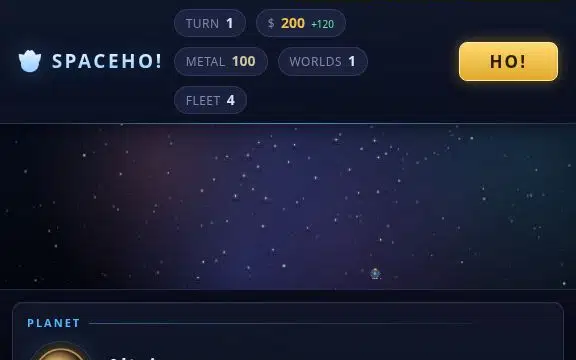 TURN 1 $ 200 +120
SPACEHO! METAL 100 WORLDS 1 HO!
FLEET 4
PLANET